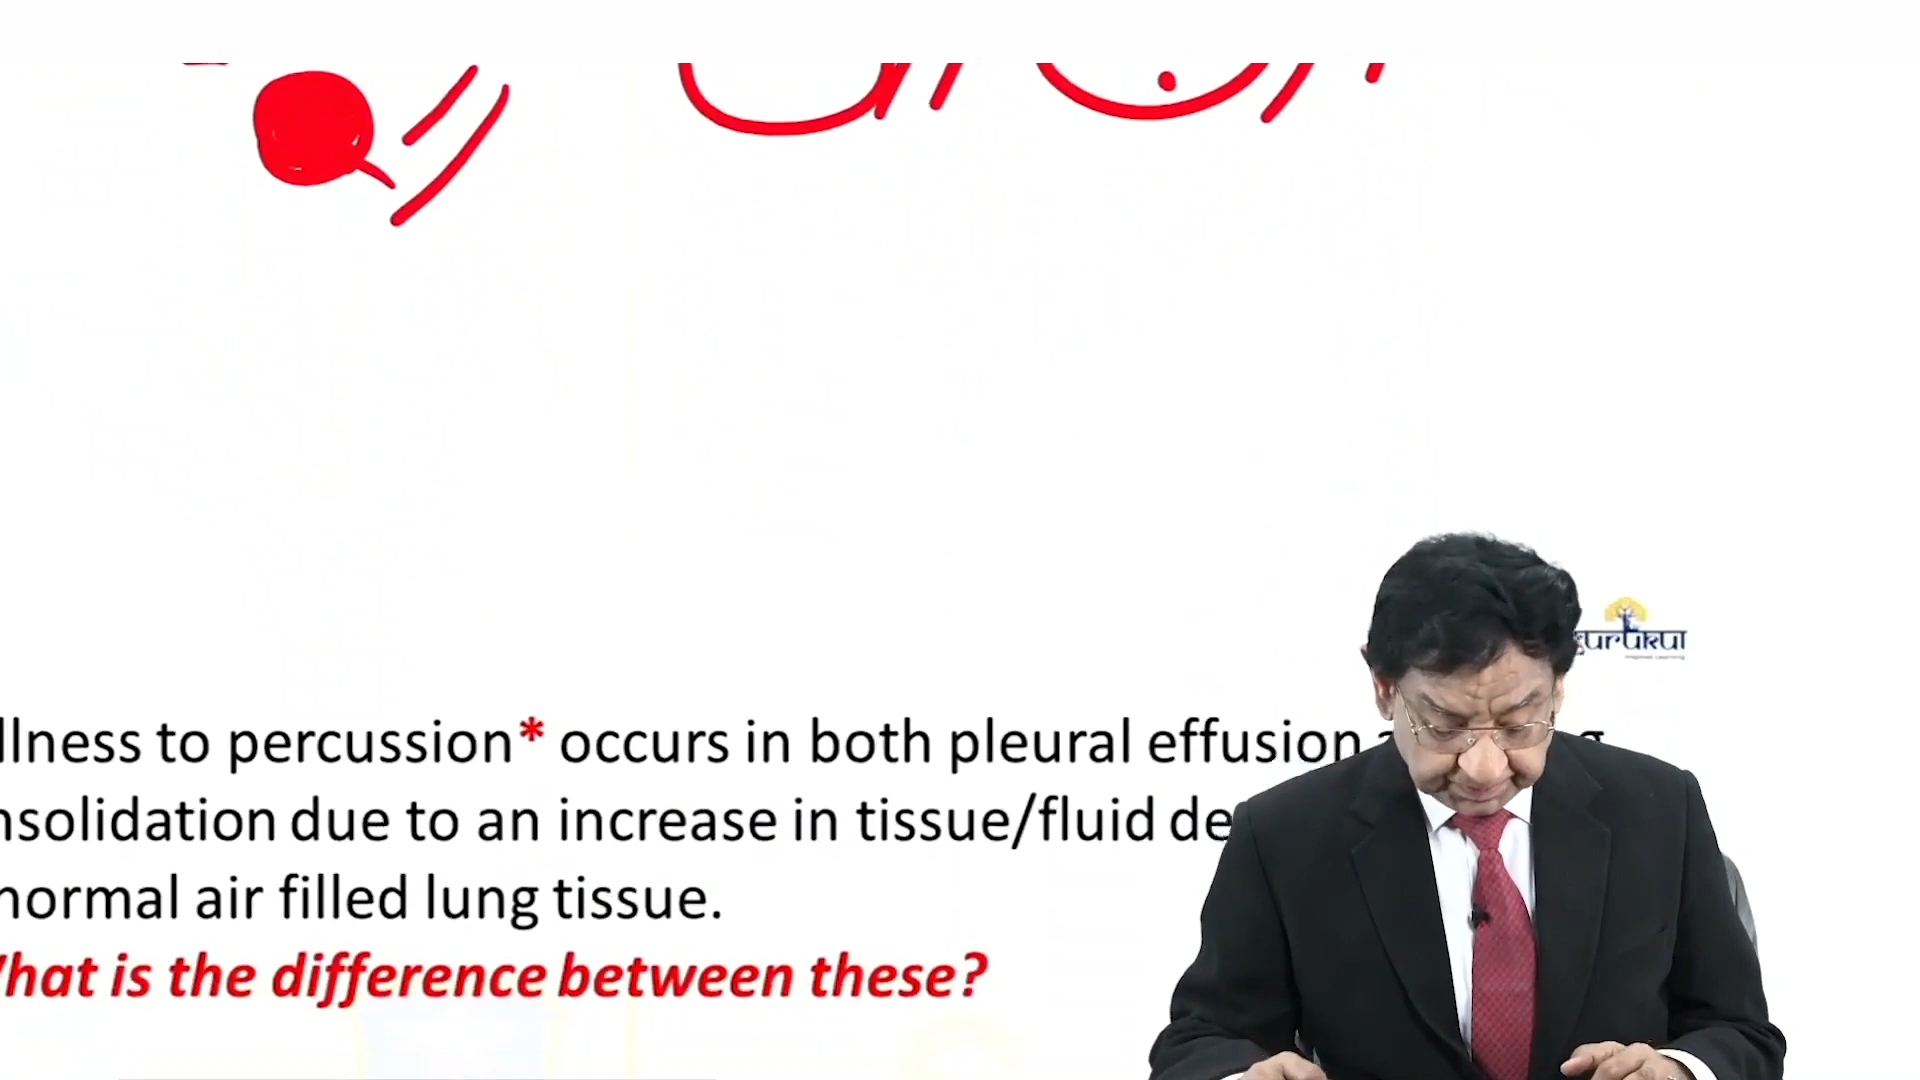 urukul
llness to percussion* occurs in both pleural effusion
nsolidation due to an increase in tissue/fluid de
normal air filled lung tissue.
hat is the difference between these?